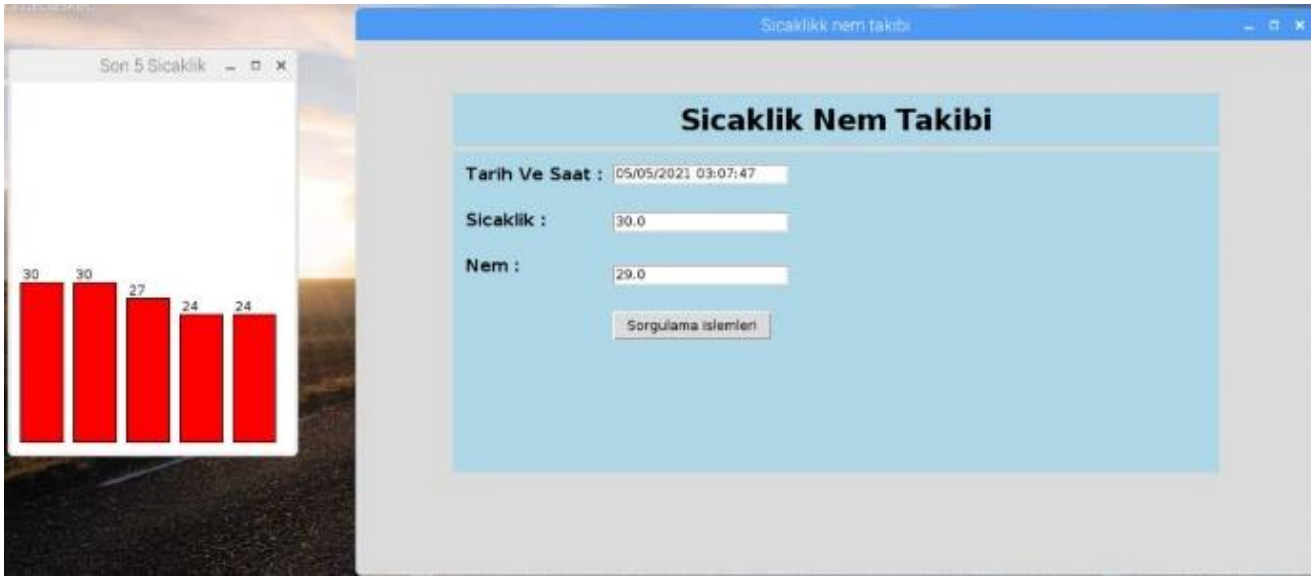 Son 5 Sicaklik
30
30
27
24
24
Sicaklikk nem takibi
Sicaklik Nem Takibi
Tarih Ve Saat : 05/05/2021 03:07:47
Sicaklik : 30.0
Nem : 29.0
Sorgulama islemleri